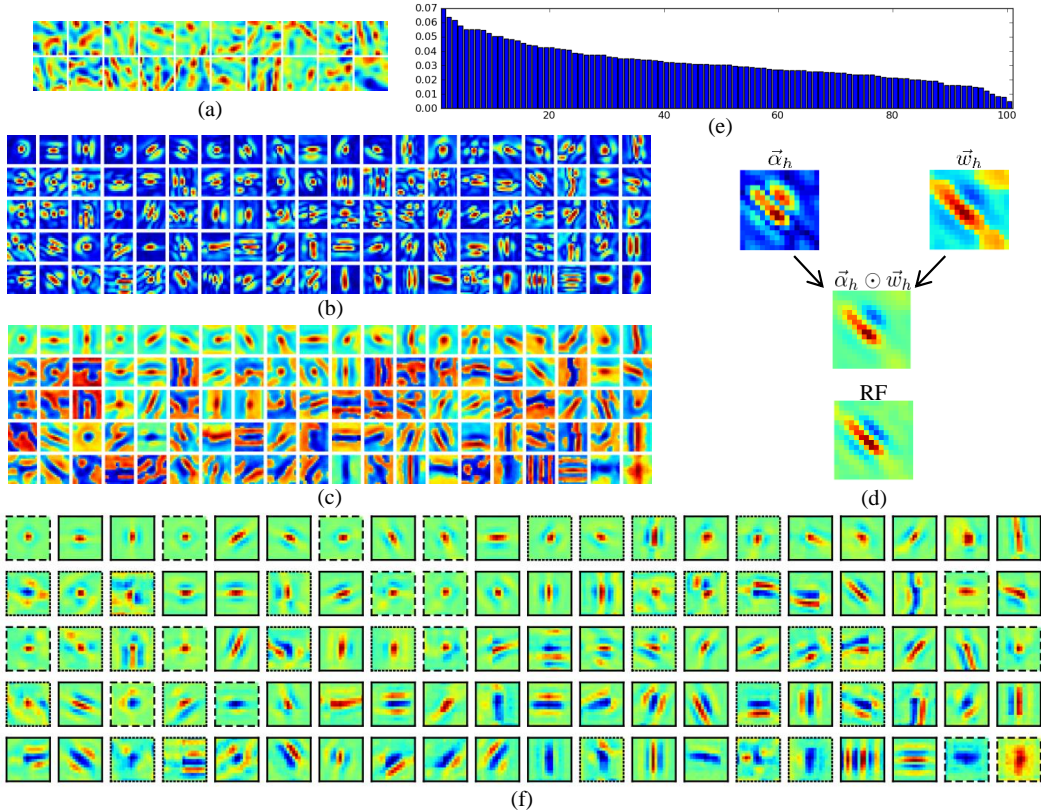 0.07
0.06
0.05
0.04
0.03
0.02
0.01
0.00
20 40 60 80 100
(a)
(e)
α⃗_h
w⃗_h
(b)
α⃗_h ⊙ w⃗_h
RF
(c)
(d)
(f)